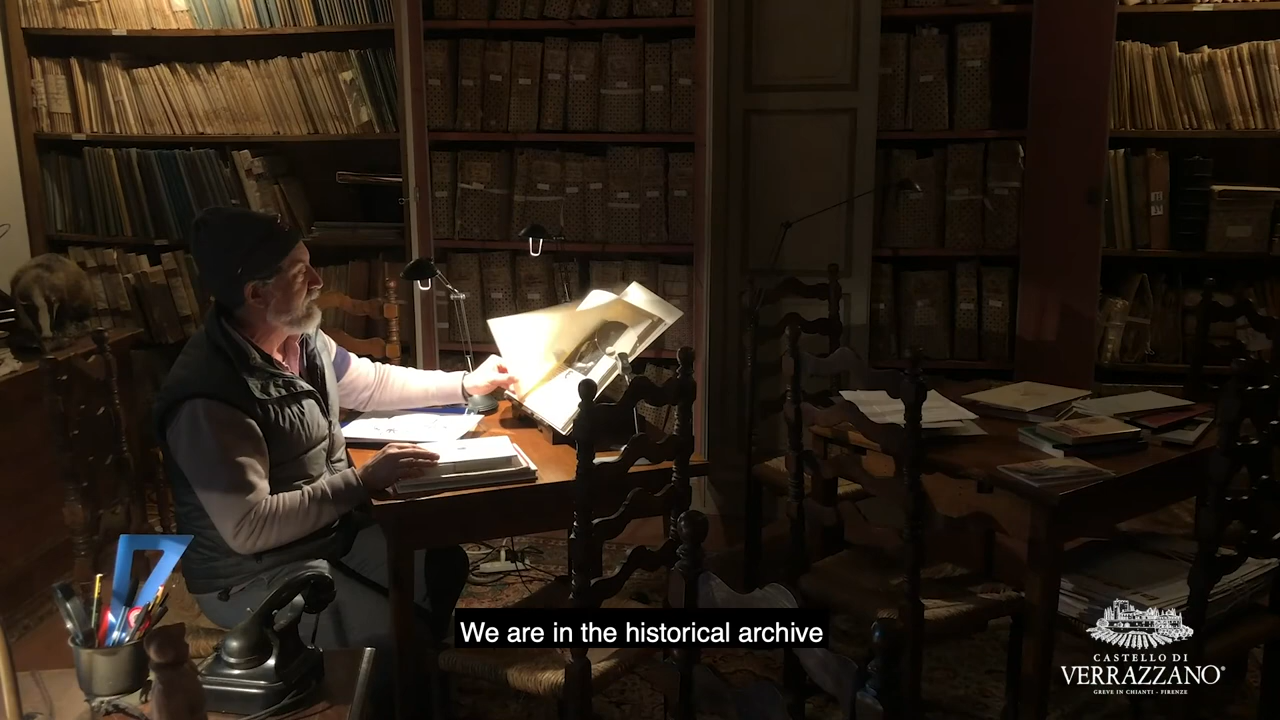 We are in the historical archive
CASTELLO DI
VERRAZZANO®
GREVE IN CHIANTI - FIRENZE